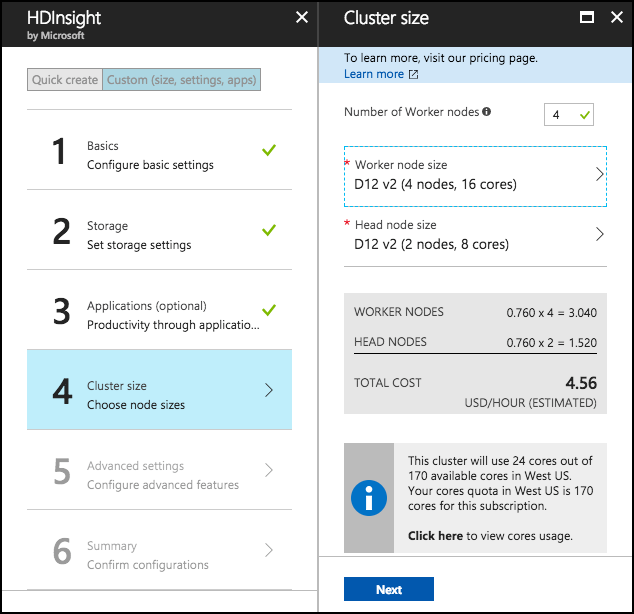 HDInsight
by Microsoft
Quick create
Custom (size, settings, apps)
1
Basics
Configure basic settings
2
Storage
Set storage settings
3
Applications (optional)
Productivity through applicatio...
4
Cluster size
Choose node sizes
5
Advanced settings
Configure advanced features
6
Summary
Confirm configurations
Cluster size
To learn more, visit our pricing page.
Learn more
Number of Worker nodes
4
* Worker node size
D12 v2 (4 nodes, 16 cores)
* Head node size
D12 v2 (2 nodes, 8 cores)
WORKER NODES 0.760 x 4 = 3.040
HEAD NODES 0.760 x 2 = 1.520
TOTAL COST 4.56
USD/HOUR (ESTIMATED)
This cluster will use 24 cores out of
170 available cores in West US.
Your cores quota in West US is 170
cores for this subscription.
Click here to view cores usage.
Next